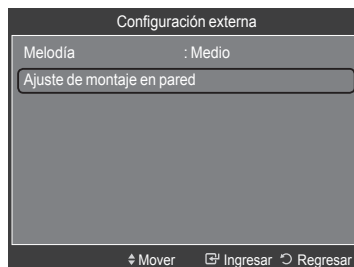 Configuración externa
Melodía : Medio
Ajuste de montaje en pared
Mover Ingresar Regresar